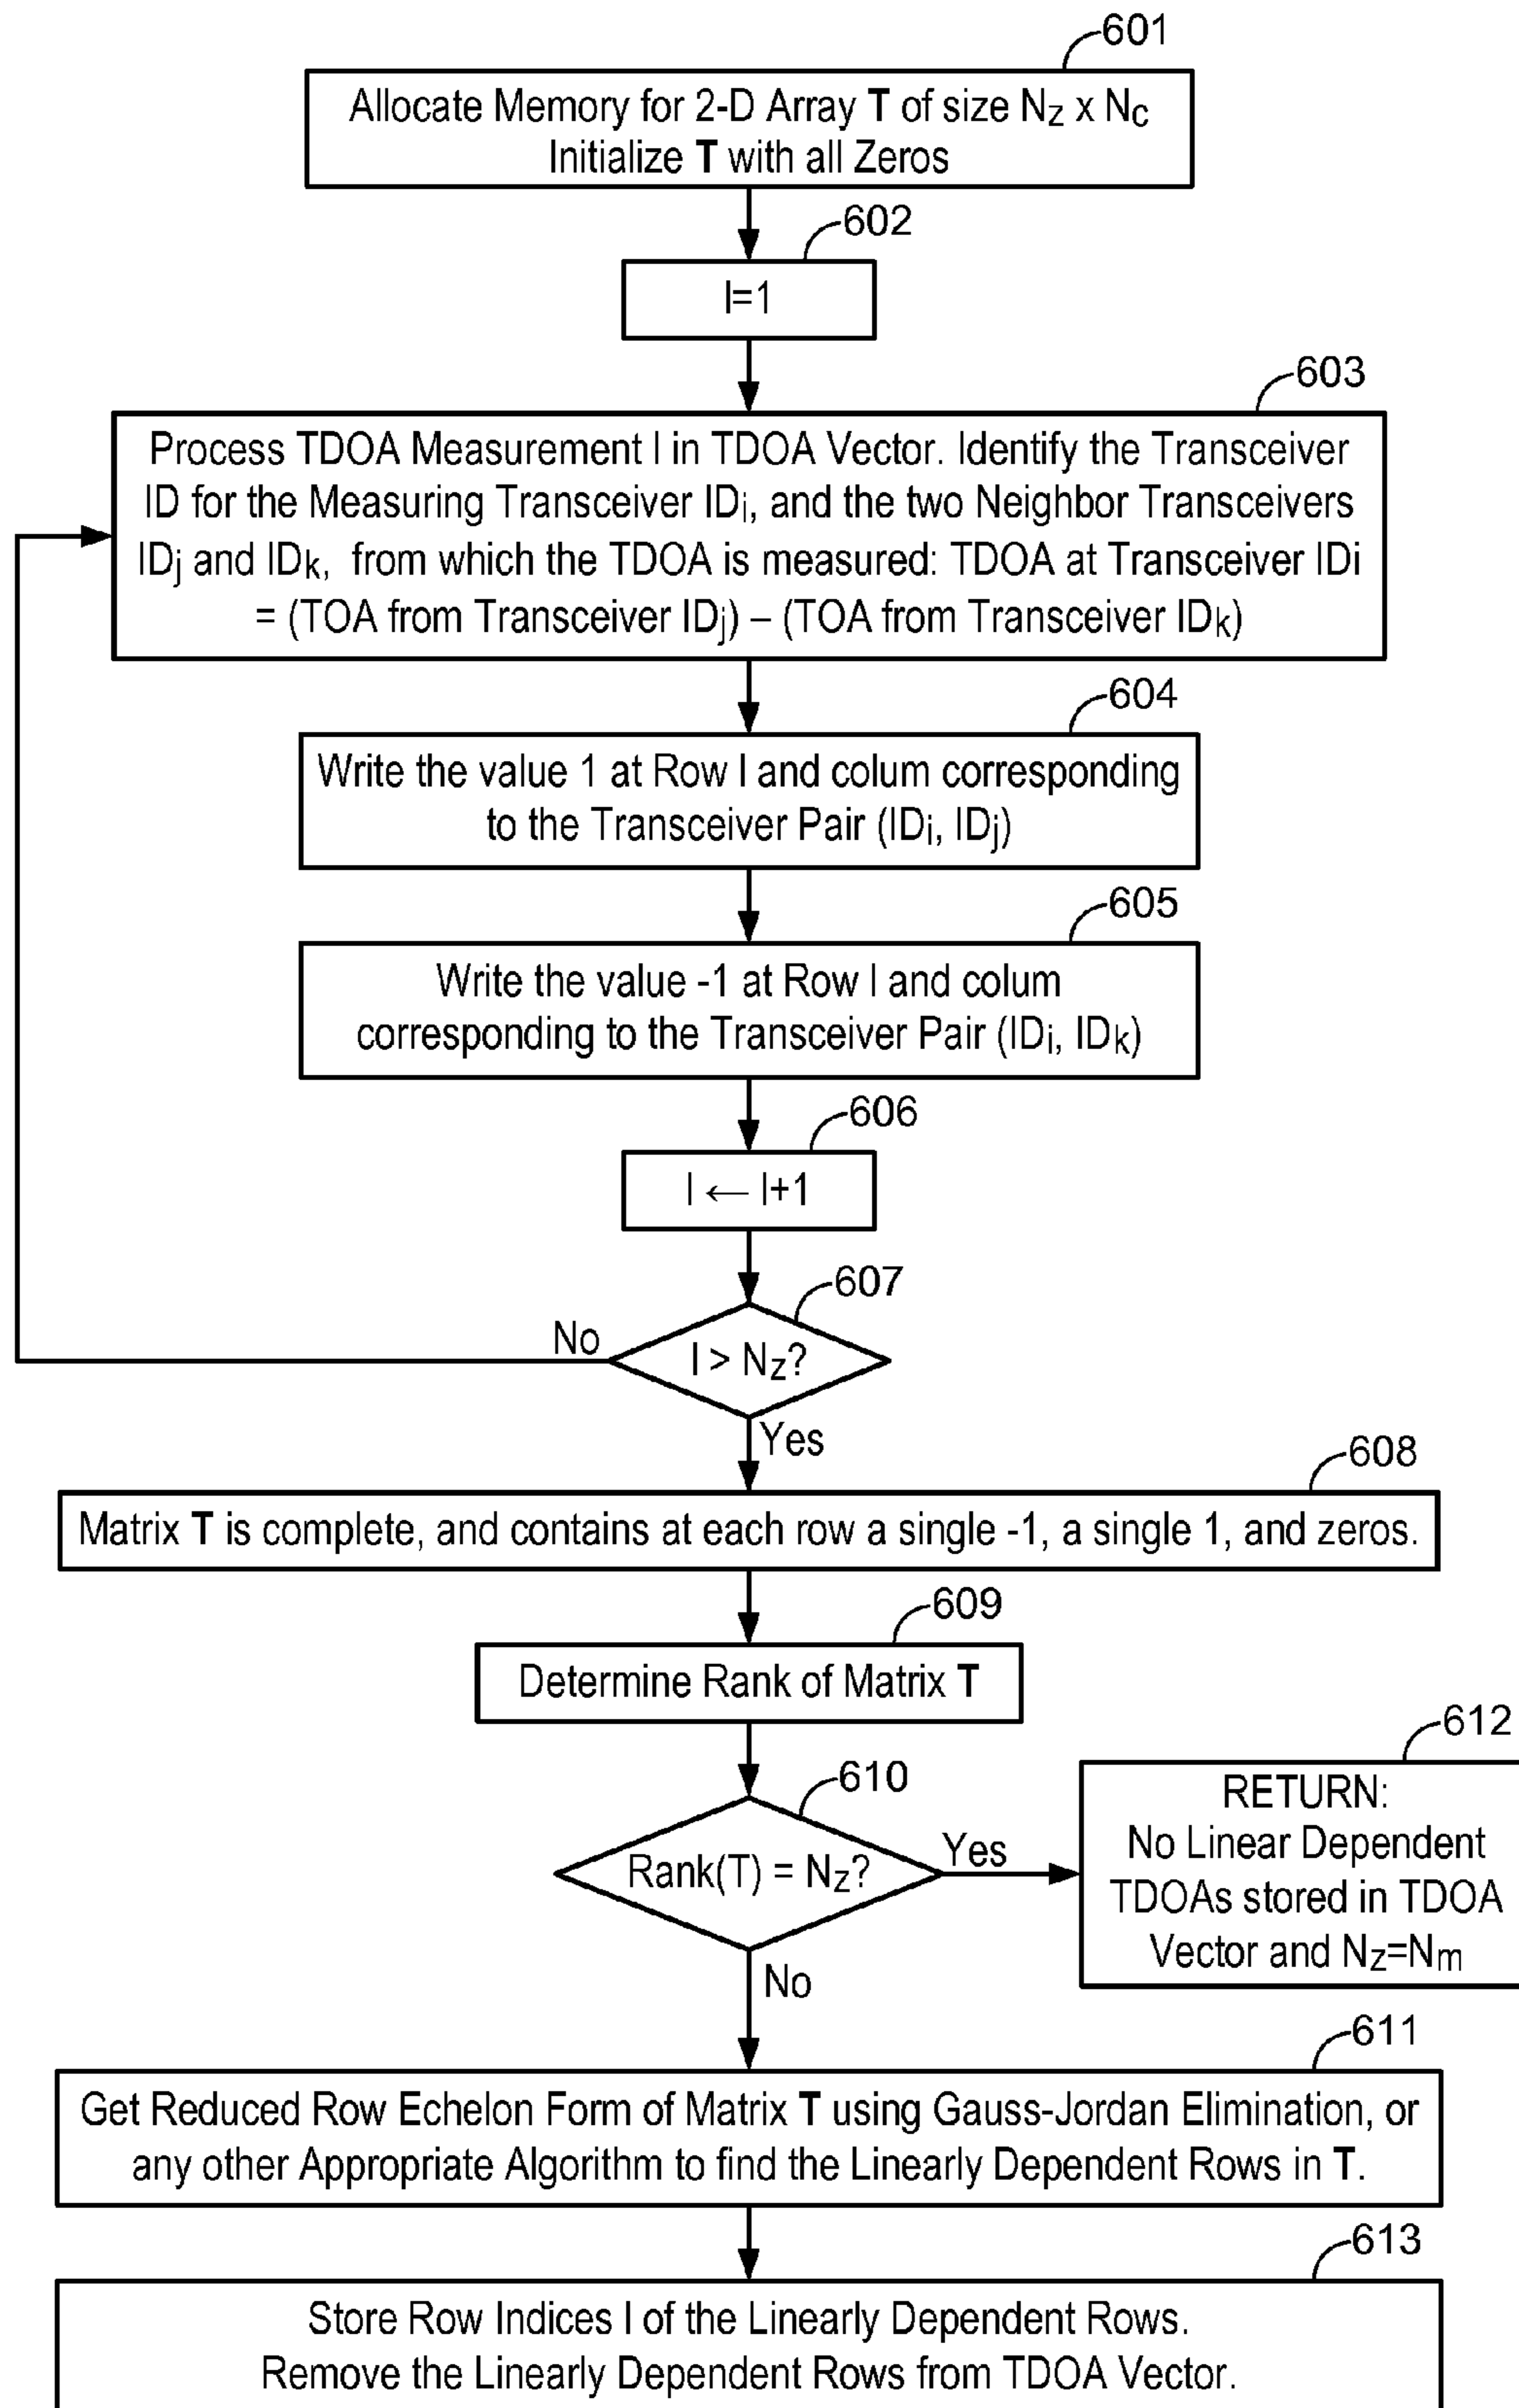 601
Allocate Memory for 2-D Array T of size Nz x Nc
Initialize T with all Zeros
602
I=1
603
Process TDOA Measurement I in TDOA Vector. Identify the Transceiver
ID for the Measuring Transceiver IDi, and the two Neighbor Transceivers
IDj and IDk, from which the TDOA is measured: TDOA at Transceiver IDi
= (TOA from Transceiver IDj) – (TOA from Transceiver IDk)
604
Write the value 1 at Row I and colum corresponding
to the Transceiver Pair (IDi, IDj)
605
Write the value -1 at Row I and colum
corresponding to the Transceiver Pair (IDi, IDk)
606
I ← I+1
607
No
I > Nz?
Yes
608
Matrix T is complete, and contains at each row a single -1, a single 1, and zeros.
609
Determine Rank of Matrix T
610
Rank(T) = Nz?
Yes
612
RETURN:
No Linear Dependent
TDOAs stored in TDOA
Vector and Nz=Nm
No
611
Get Reduced Row Echelon Form of Matrix T using Gauss-Jordan Elimination, or
any other Appropriate Algorithm to find the Linearly Dependent Rows in T.
613
Store Row Indices I of the Linearly Dependent Rows.
Remove the Linearly Dependent Rows from TDOA Vector.